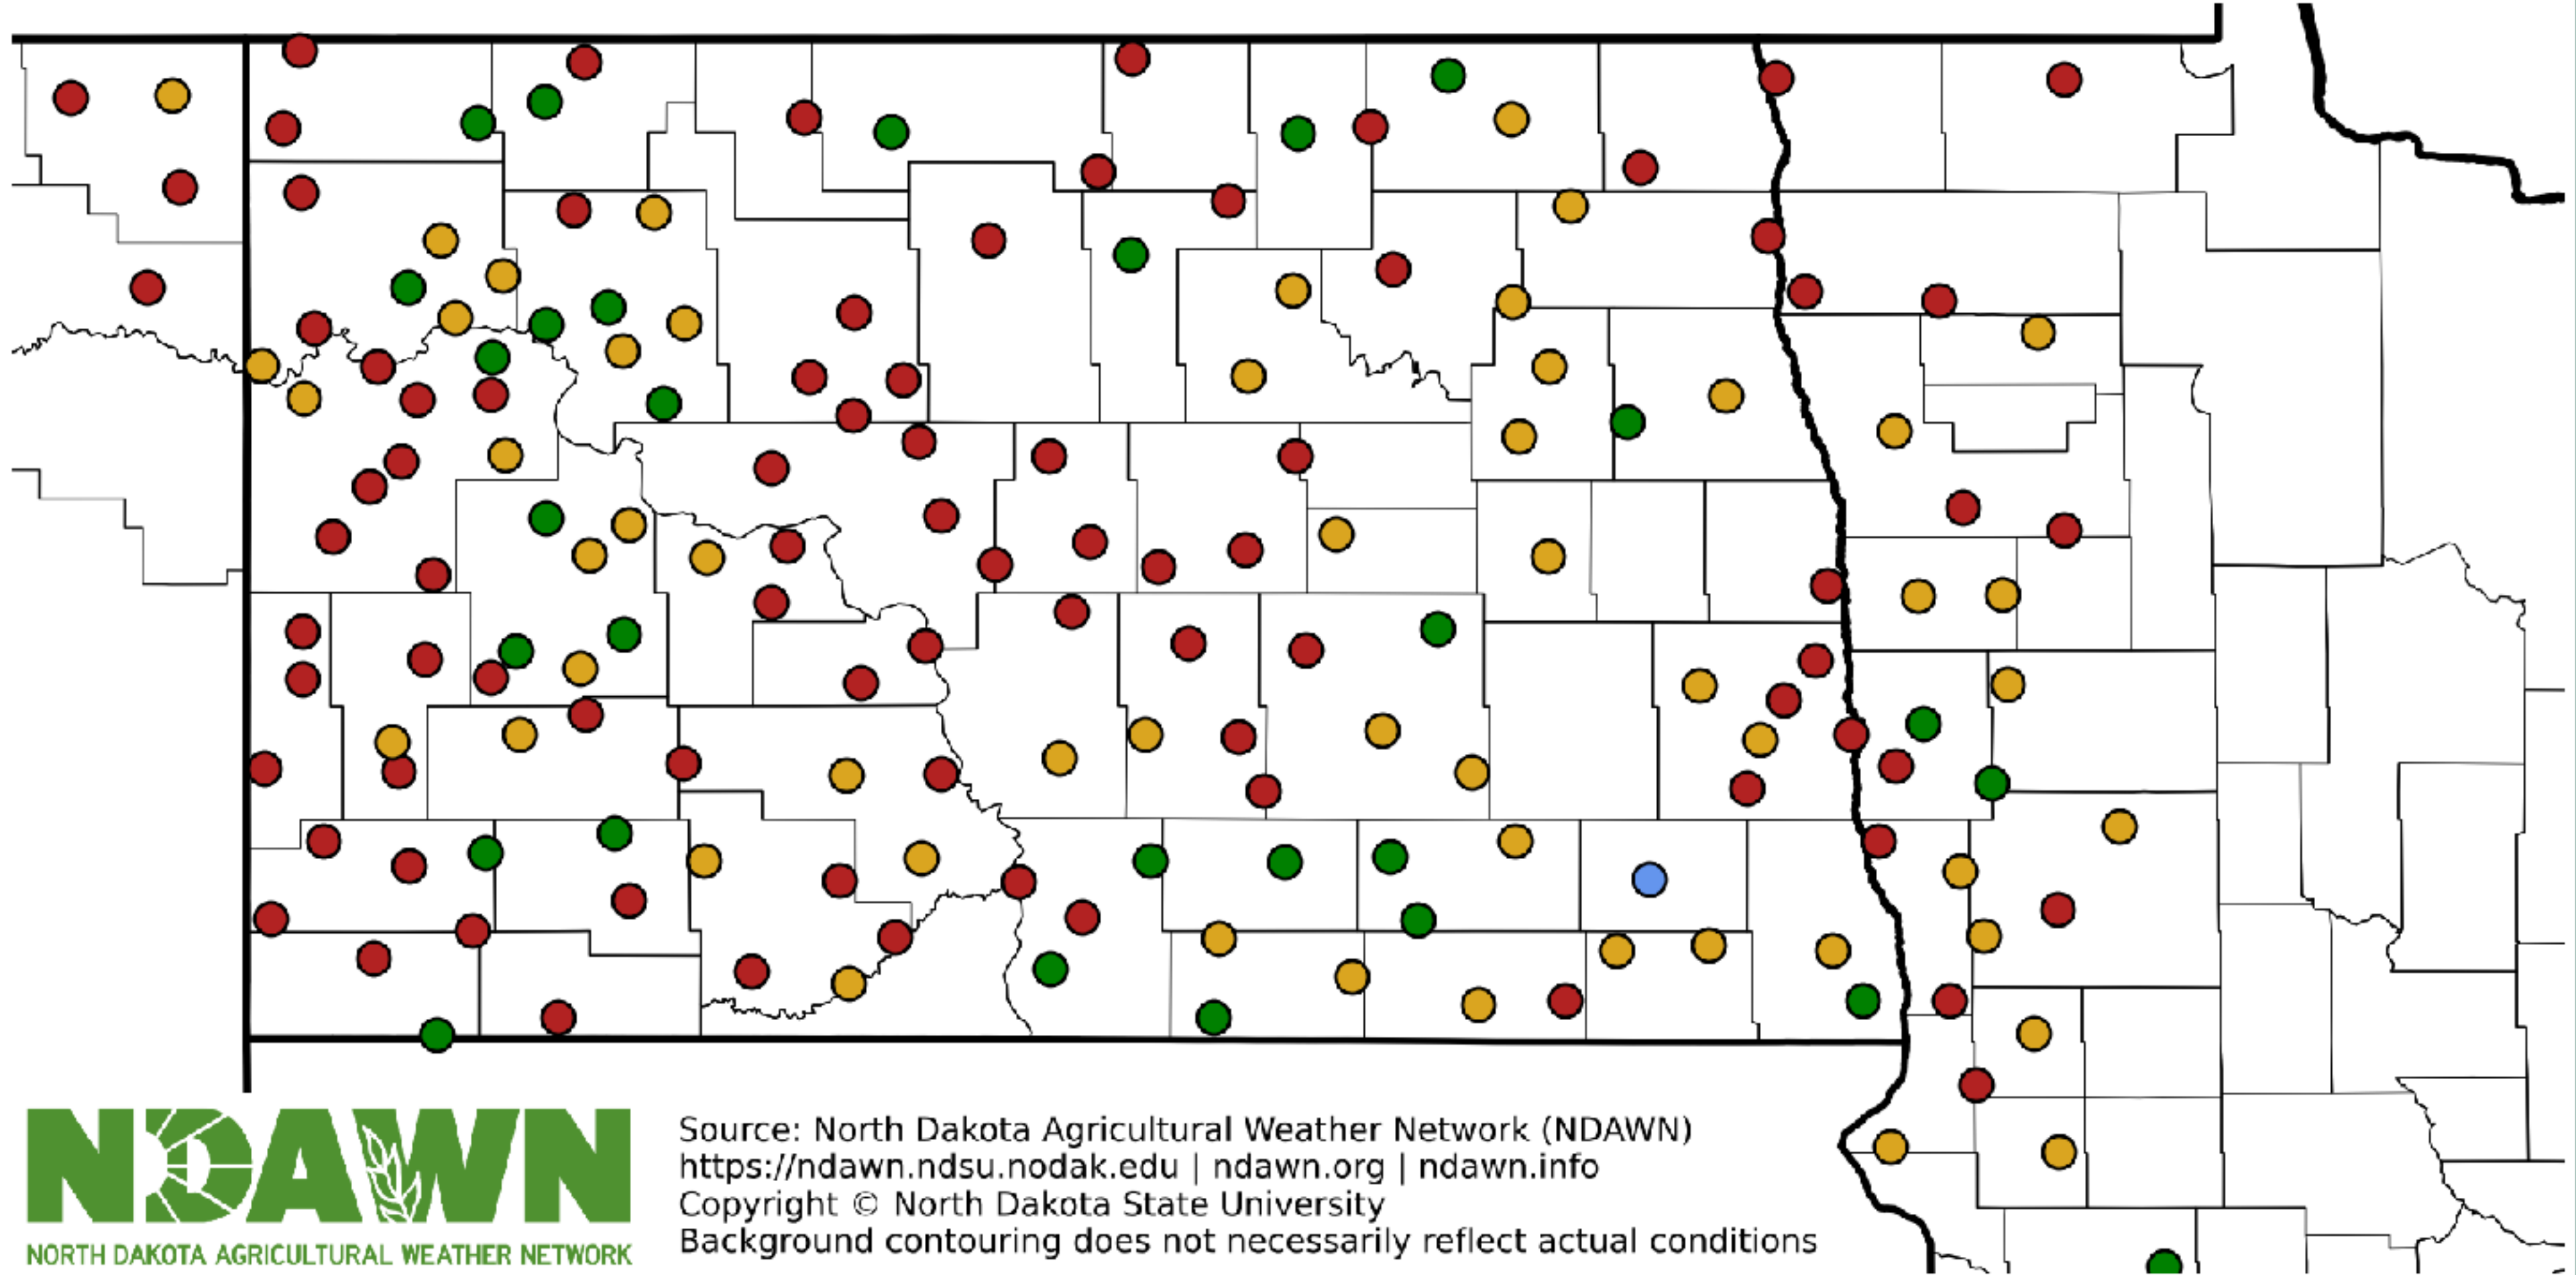 NDAWN
NORTH DAKOTA AGRICULTURAL WEATHER NETWORK
Source: North Dakota Agricultural Weather Network (NDAWN)
https://ndawn.ndsu.nodak.edu | ndawn.org | ndawn.info
Copyright © North Dakota State University
Background contouring does not necessarily reflect actual conditions